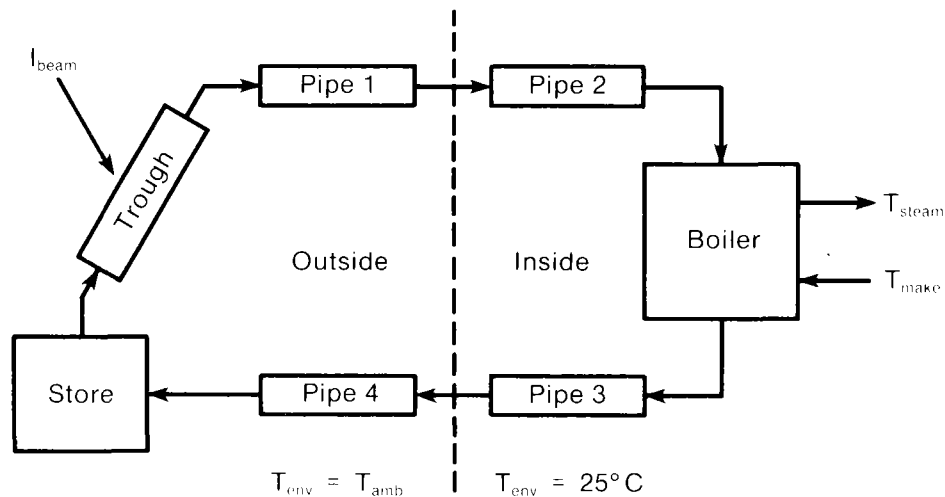 I_beam
Pipe 1
Pipe 2
Trough
T_steam
Boiler
Outside
Inside
T_make
Store
Pipe 4
Pipe 3
T_env = T_amb
T_env = 25°C